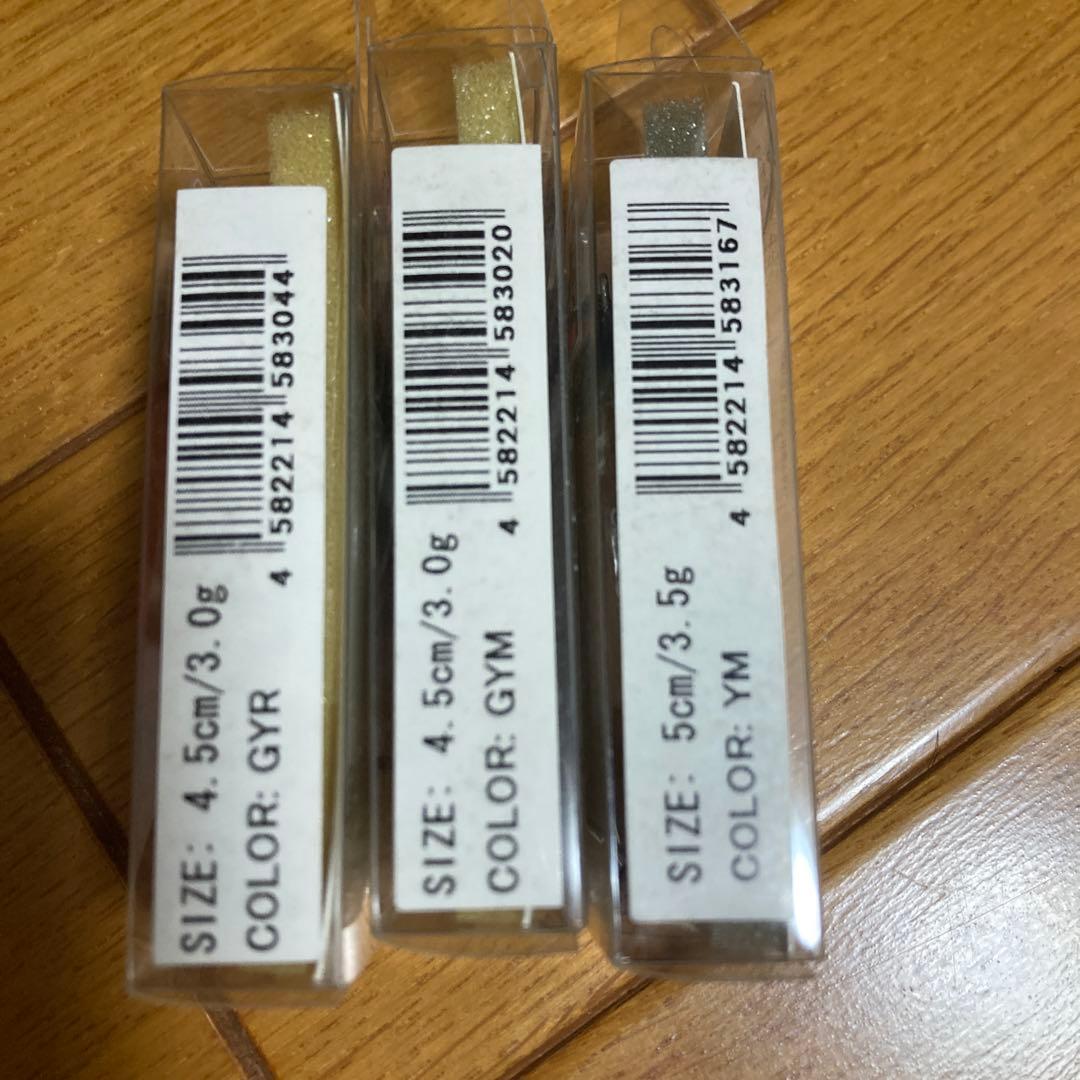 4 582214 583044
SIZE: 4.5cm/3.0g
COLOR: GYR
4 582214 583020
SIZE: 4.5cm/3.0g
COLOR: GYM
4 582214 583167
SIZE: 5cm/3.5g
COLOR: YM